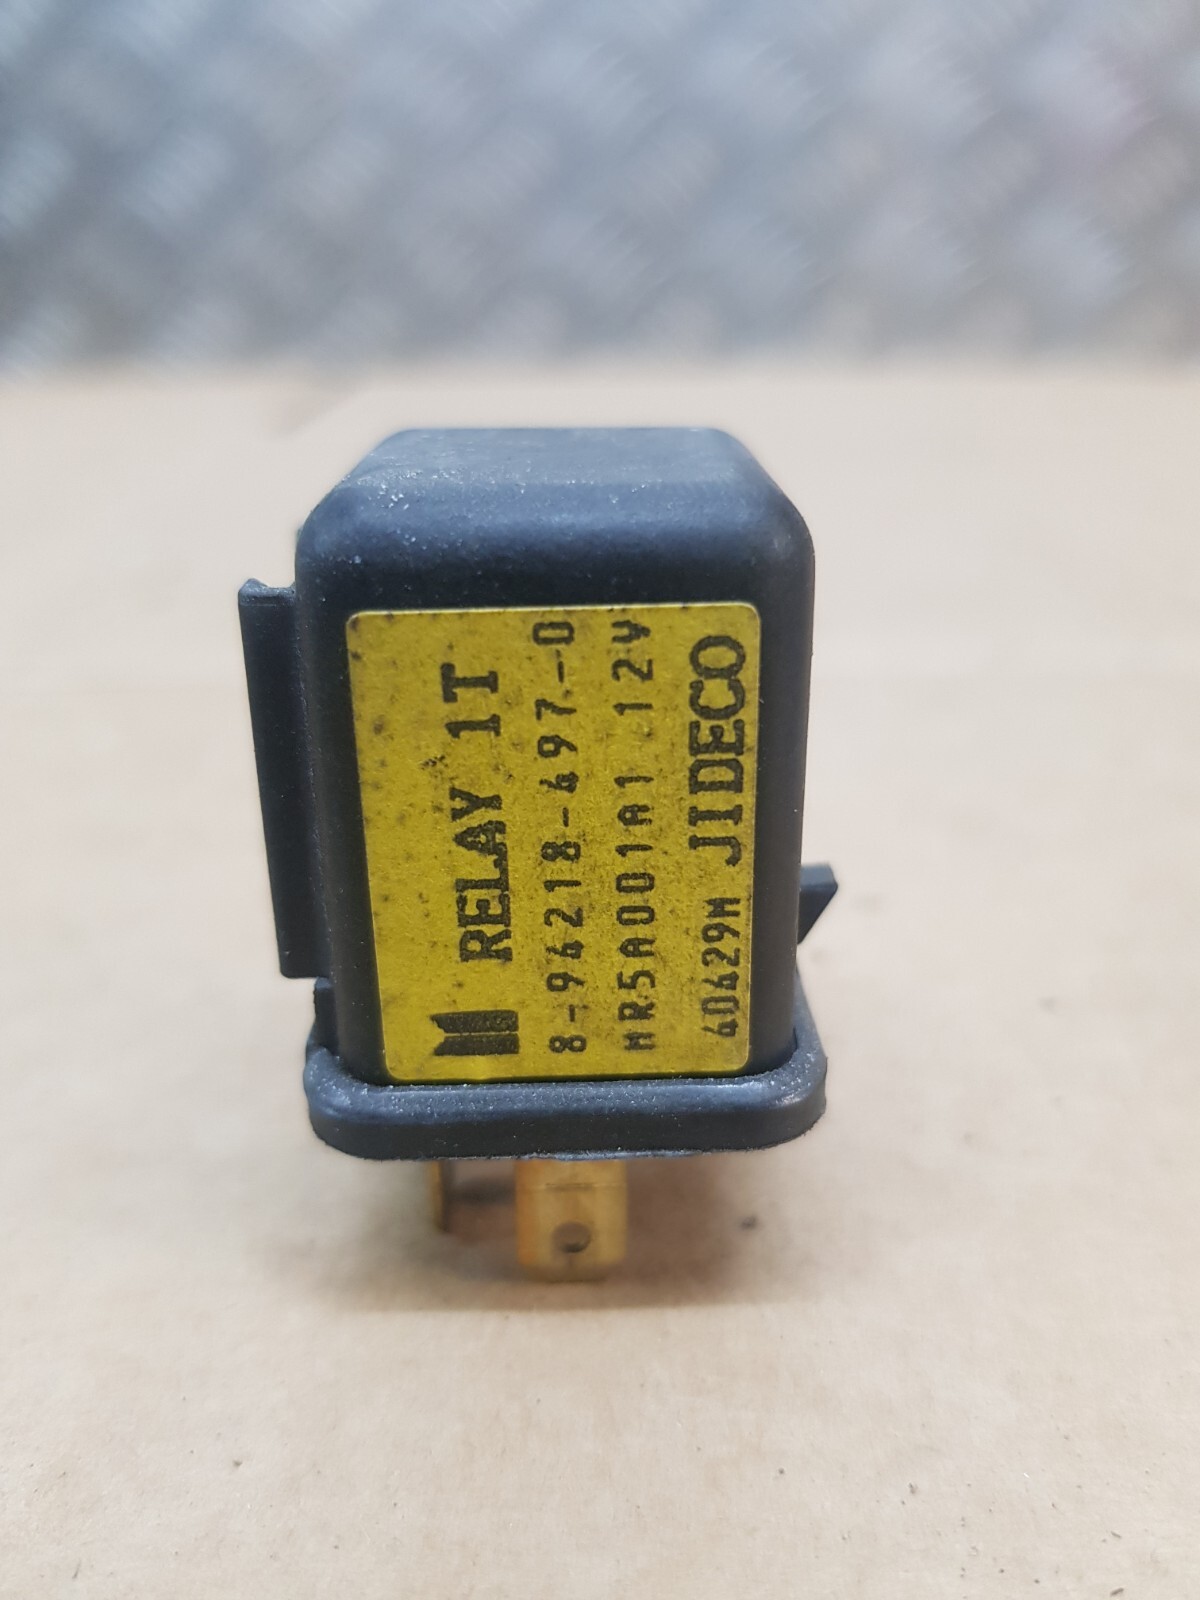 RELAY 1T
8-94218-497-0
MR5A001A1 12V
40429M JIDECO